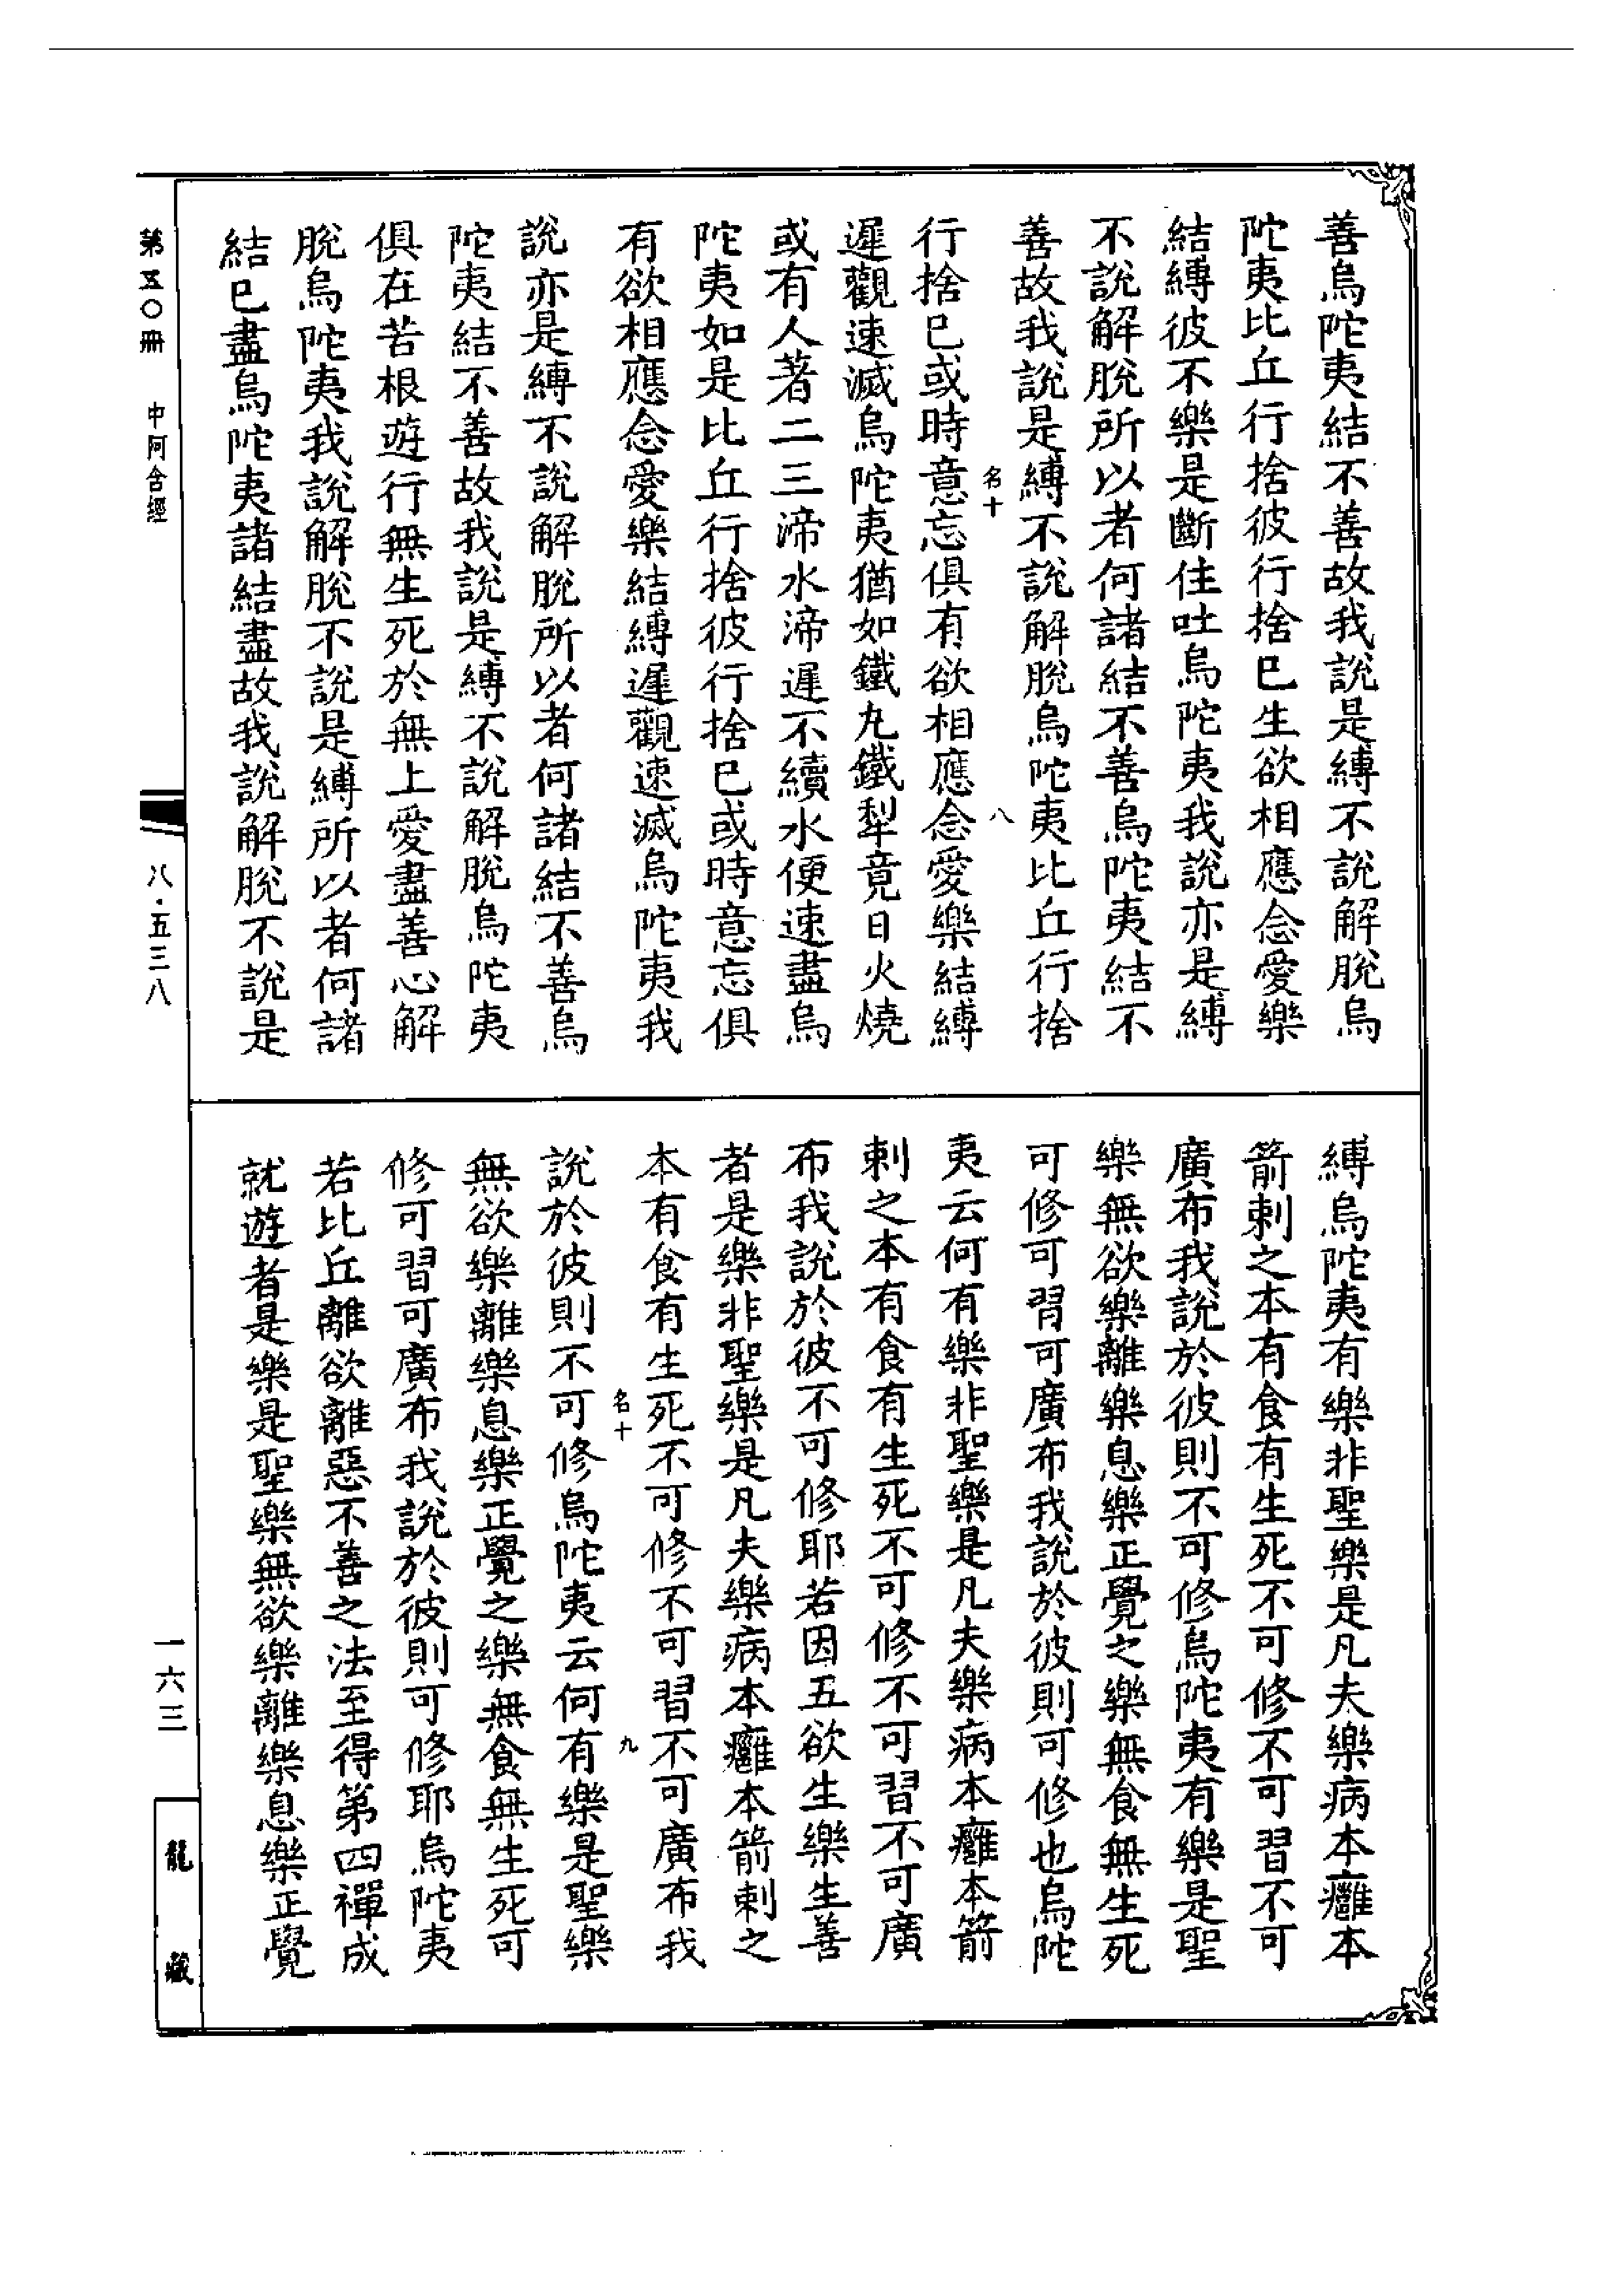 善烏陀夷結不善故我說是縛不說解脫烏
陀夷比丘行捨彼行捨已生欲相應念愛樂
結縛彼不樂是斷住吐烏陀夷我說亦是縛
不說解脫所以者何諸結不善烏陀夷結不
善故我說是縛不說解脫烏陀夷比丘行捨
名十 八
行捨已或時意忘俱有欲相應念愛樂結縛
遲觀速滅烏陀夷猶如鐵丸鐵犁竟日火燒
或有人著二三渧水渧遲不續水便速盡烏
陀夷如是比丘行捨彼行捨已或時意忘俱
有欲相應念愛樂結縛遲觀速滅烏陀夷我
說亦是縛不說解脫所以者何諸結不善烏
陀夷結不善故我說是縛不說解脫烏陀夷
俱在苦根遊行無生死於無上愛盡善心解
脫烏陀夷我說解脫不說是縛所以者何諸
結已盡烏陀夷諸結盡故我說解脫不說是
縛烏陀夷有樂非聖樂是凡夫樂病本癰本
箭刺之本有食有生死不可修不可習不可
廣布我說於彼則不可修烏陀夷有樂是聖
樂無欲樂離樂息樂正覺之樂無食無生死
可修可習可廣布我說於彼則可修也烏陀
夷云何有樂非聖樂是凡夫樂病本癰本箭
刺之本有食有生死不可修不可習不可廣
布我說於彼不可修耶若因五欲生樂生善
者是樂非聖樂是凡夫樂病本癰本箭刺之
本有食有生死不可修不可習不可廣布我
名十 九
說於彼則不可修烏陀夷云何有樂是聖樂
無欲樂離樂息樂正覺之樂無食無生死可
修可習可廣布我說於彼則可修耶烏陀夷
若比丘離欲離惡不善之法至得第四禪成
就遊者是樂是聖樂無欲樂離樂息樂正覺
第五〇冊 中阿含經
八·五三八
一六三
龍藏